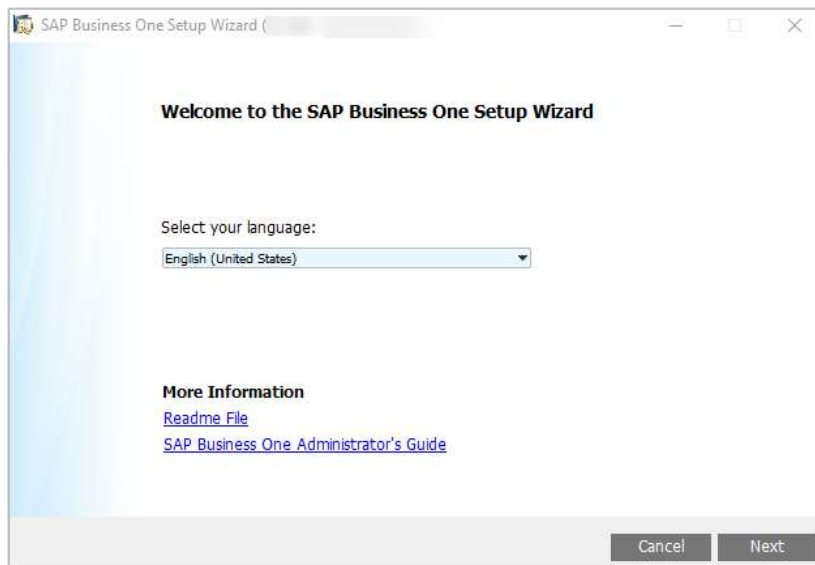 SAP Business One Setup Wizard (
Welcome to the SAP Business One Setup Wizard
Select your language:
English (United States)
More Information
Readme File
SAP Business One Administrator's Guide
Cancel
Next